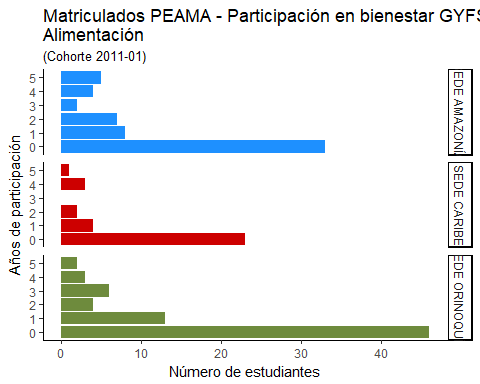 Matriculados PEAMA - Participación en bienestar GYFS
Alimentación
(Cohorte 2011-01)
Años de participación
5
4
3
2
1
0
EDE AMAZONÍ
5
4
3
2
1
0
SEDE CARIBE
5
4
3
2
1
0
EDE ORINOQU
0 10 20 30 40
Número de estudiantes